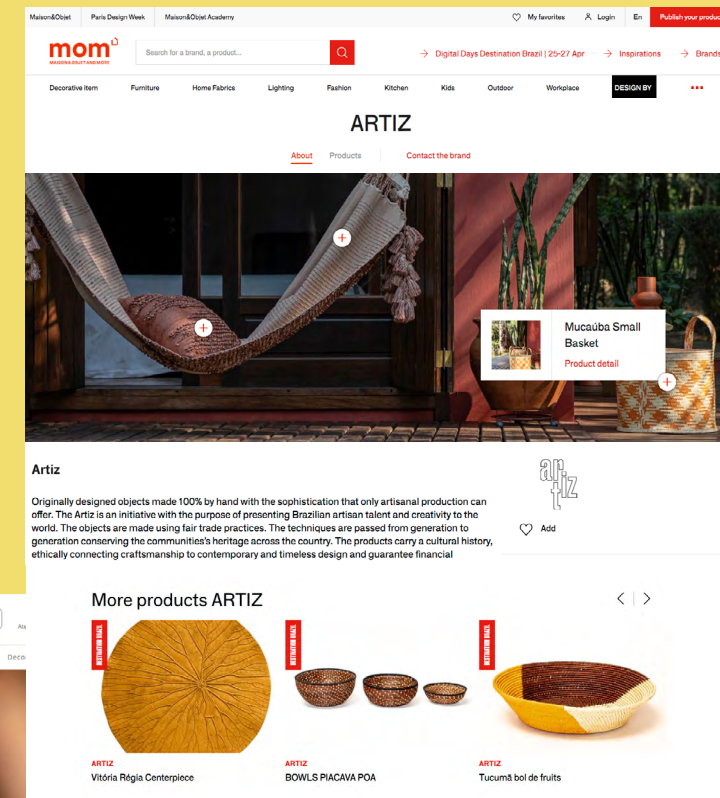 Maison&Objet
Paris Design Week
Maison&Objet Academy
My favorites
Login
En
Publish your produc
mom
MAISON&OBJET AND MORE
Search for a brand, a product...
Digital Days Destination Brazil | 25-27 Apr
Inspirations
Brands
Decorative item
Furniture
Home Fabrics
Lighting
Fashion
Kitchen
Kids
Outdoor
Workplace
DESIGN BY
ARTIZ
About
Products
Contact the brand
Mucaúba Small
Basket
Product detail
Artiz
Originally designed objects made 100% by hand with the sophistication that only artisanal production can
offer. The Artiz is an initiative with the purpose of presenting Brazilian artisan talent and creativity to the
world. The objects are made using fair trade practices. The techniques are passed from generation to
generation conserving the communities's heritage across the country. The products carry a cultural history,
ethically connecting craftsmanship to contemporary and timeless design and guarantee financial
artiz
Add
More products ARTIZ
DESTINATION BRAZIL
DESTINATION BRAZIL
DESTINATION BRAZIL
ARTIZ
Vitória Régia Centerpiece
ARTIZ
BOWLS PIACAVA POA
ARTIZ
Tucumã bol de fruits
Déco